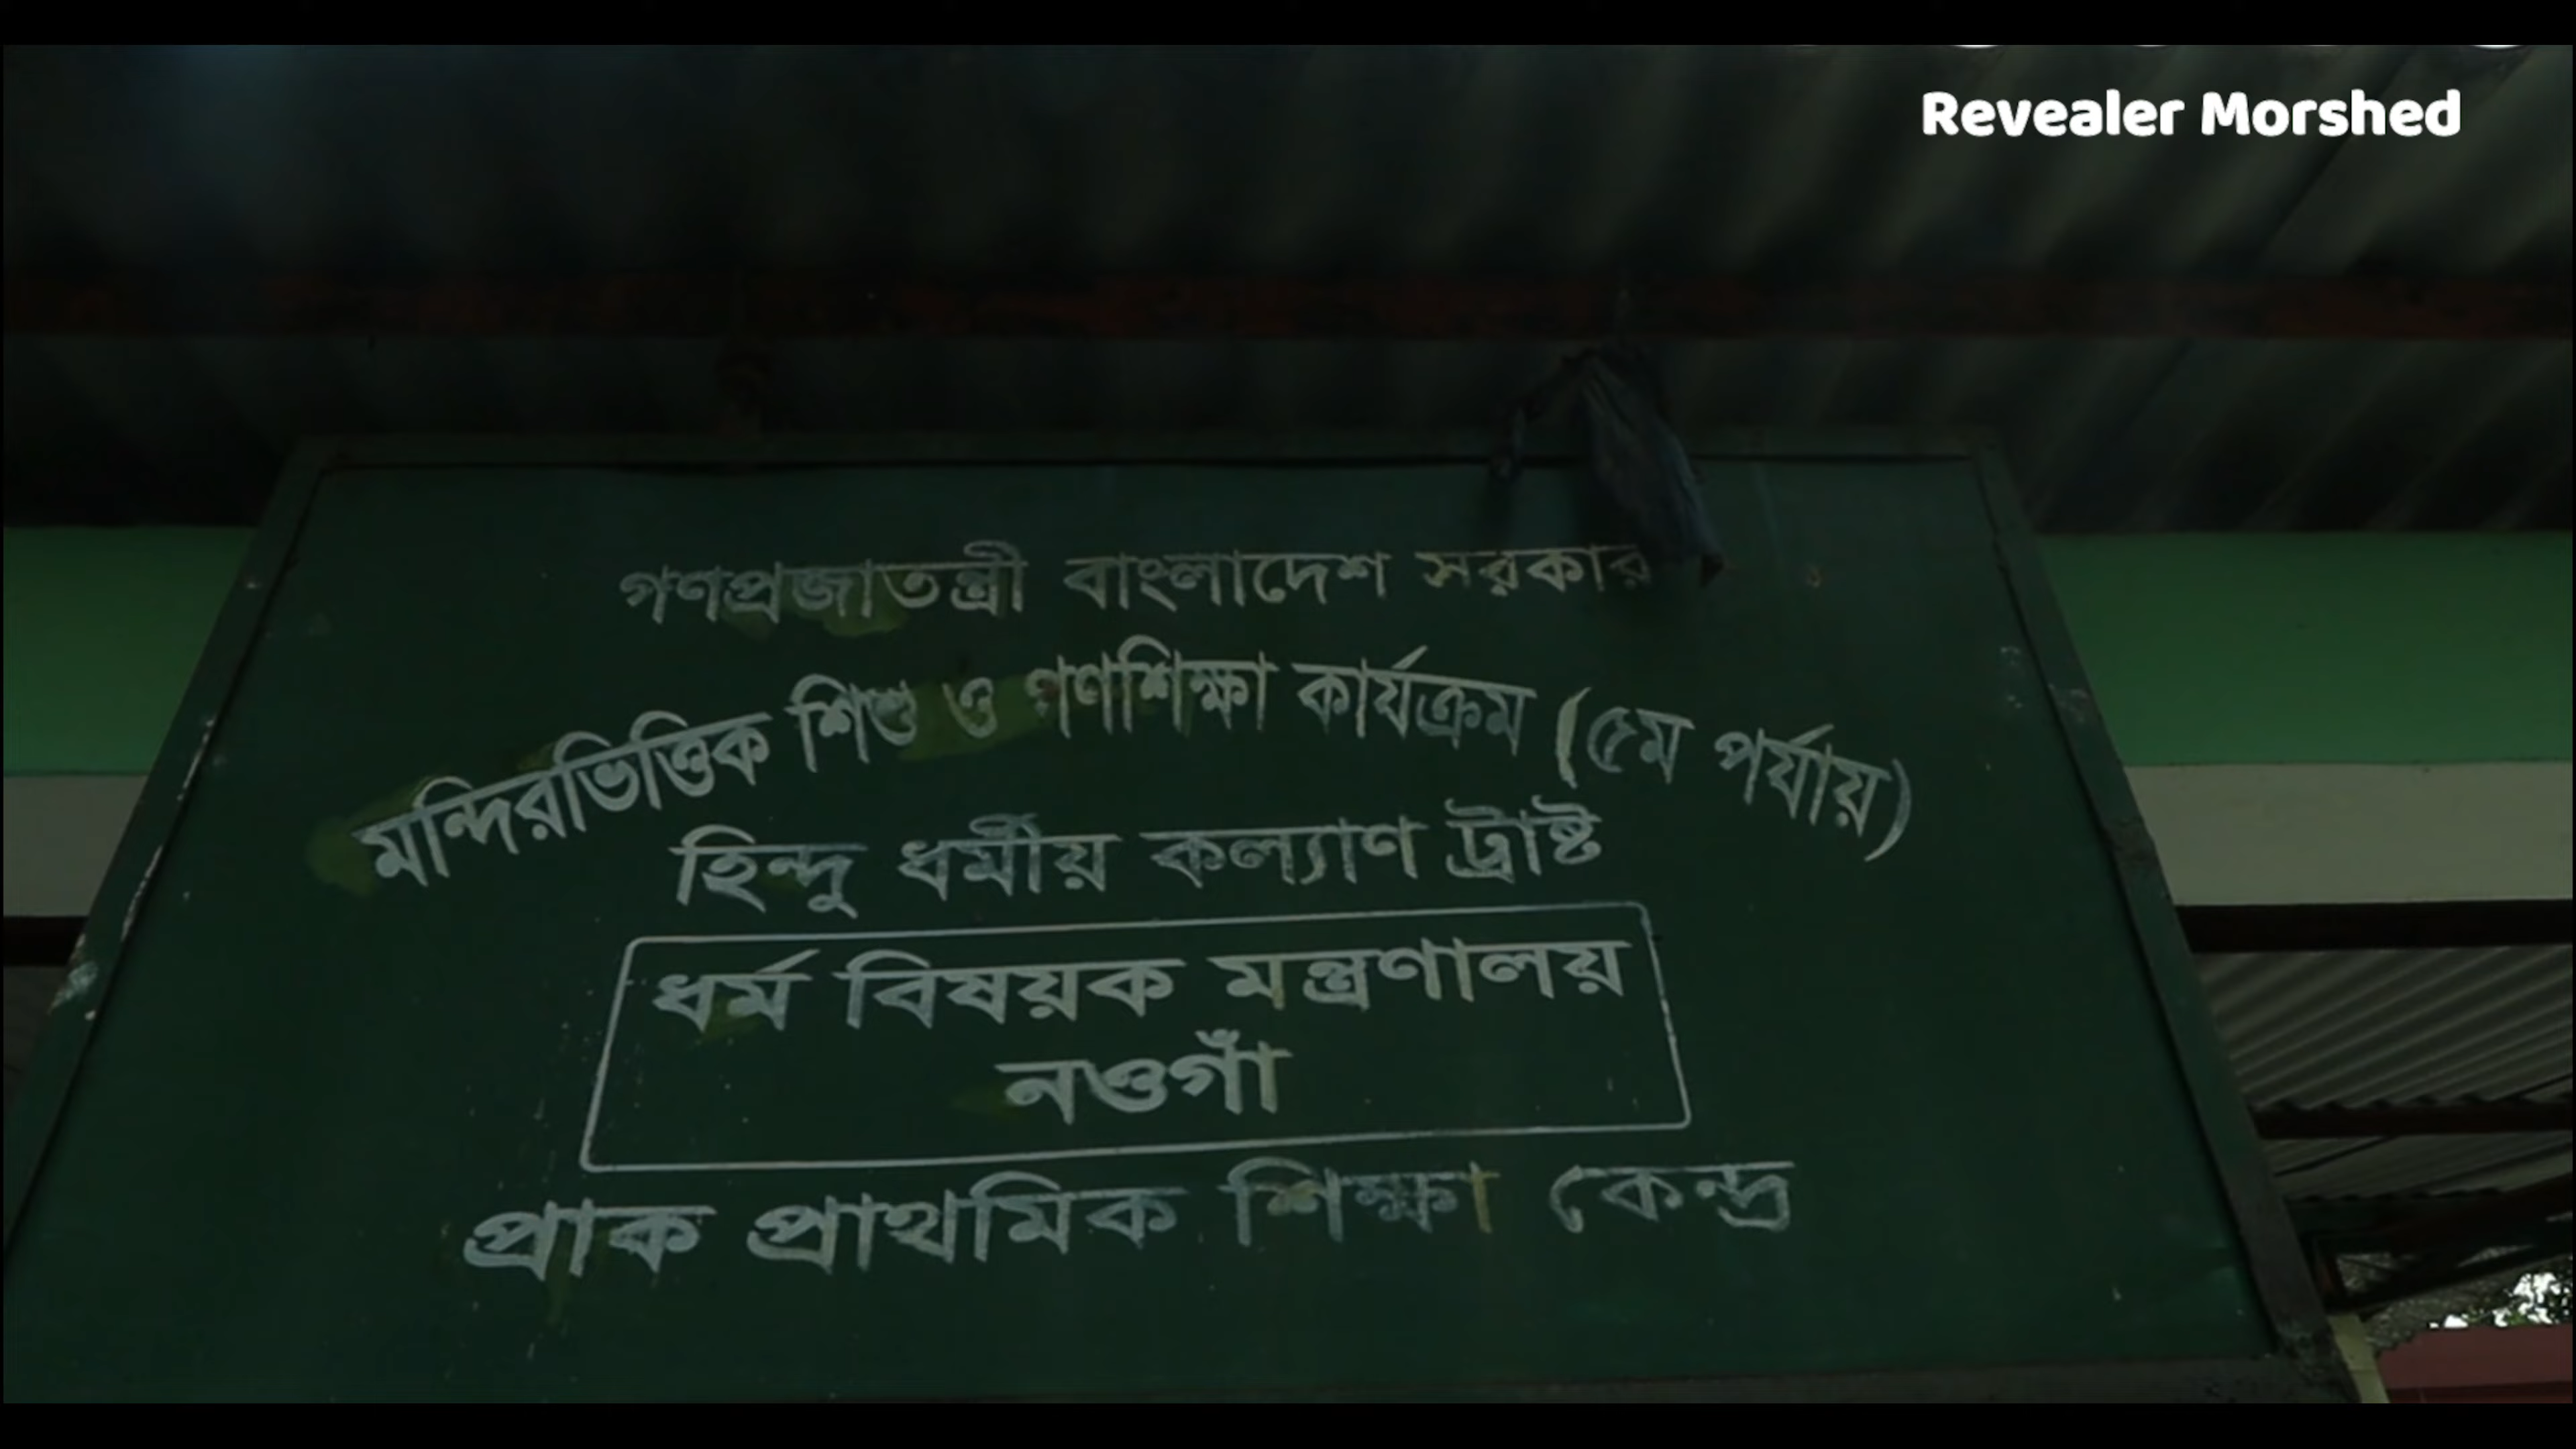 Revealer Morshed
গণপ্রজাতন্ত্রী বাংলাদেশ সরকার
মন্দিরভিত্তিক শিশু ও গণশিক্ষা কার্যক্রম (৫ম পর্যায়)
হিন্দু ধর্মীয় কল্যাণ ট্রাষ্ট
ধর্ম বিষয়ক মন্ত্রণালয়
নওগাঁ
প্রাক প্রাথমিক শিক্ষা কেন্দ্র